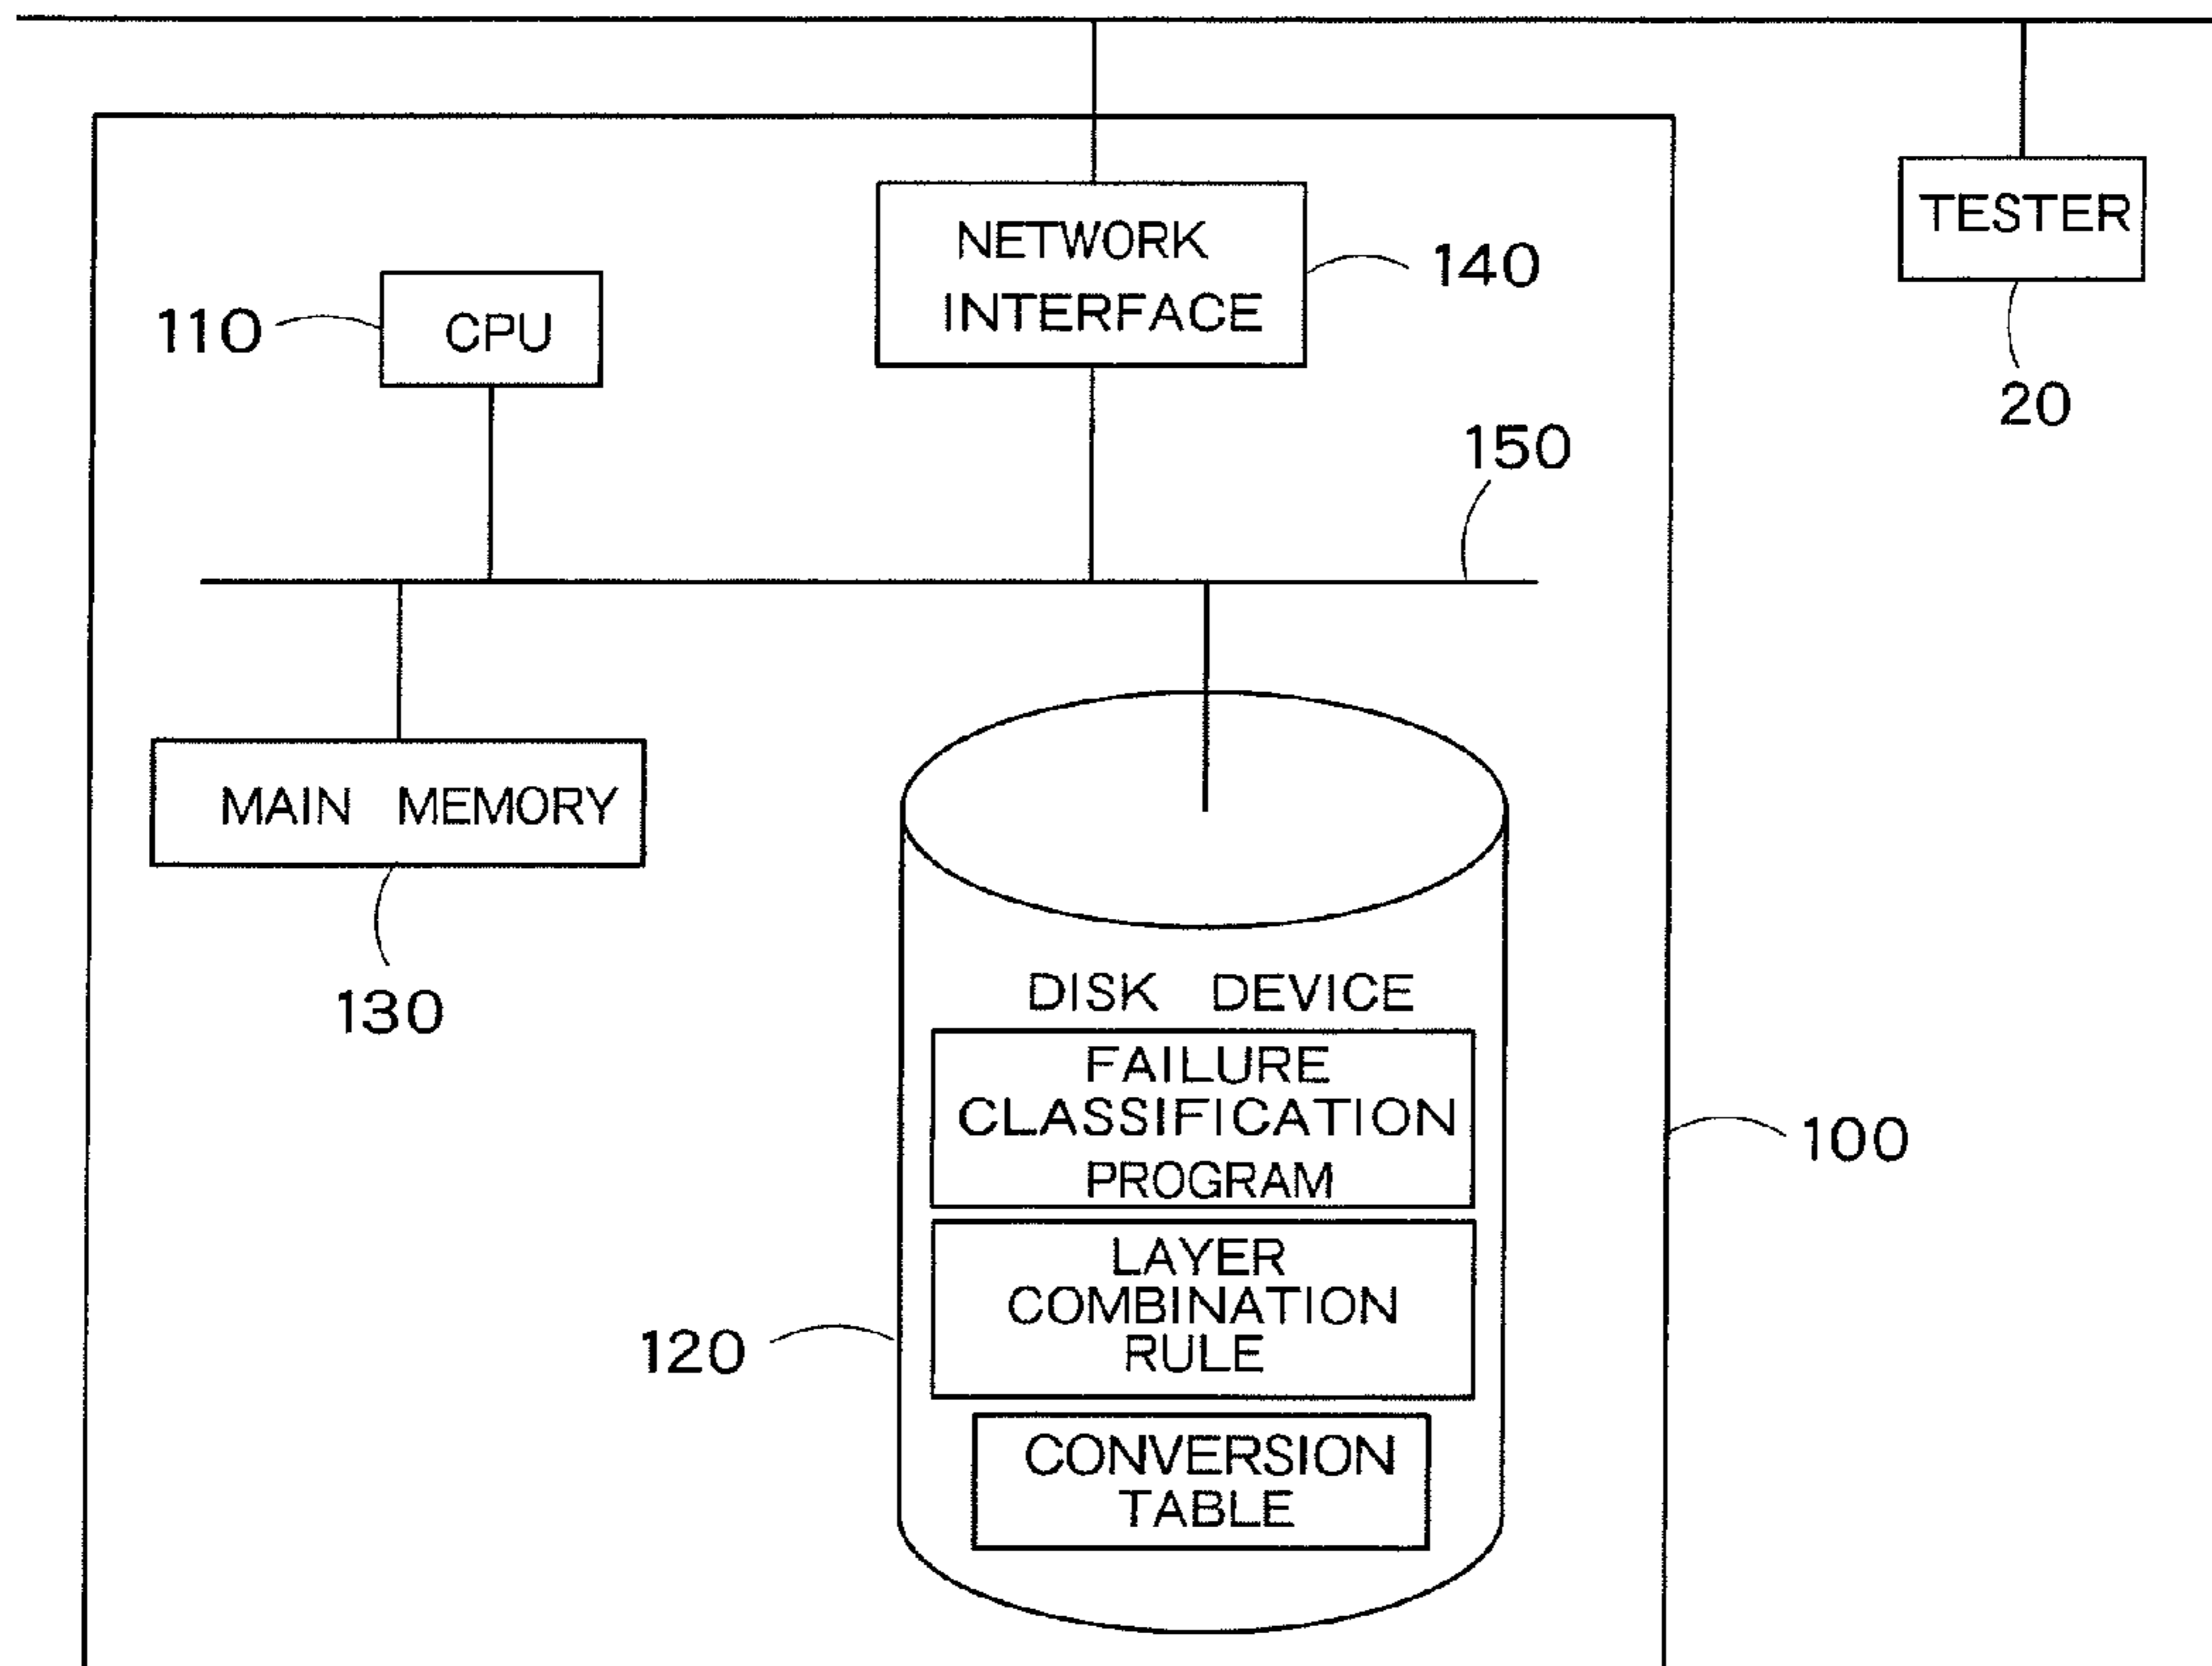 NETWORK
INTERFACE
140
TESTER
20
110
CPU
150
MAIN MEMORY
130
DISK DEVICE
FAILURE
CLASSIFICATION
PROGRAM
100
LAYER
COMBINATION
RULE
120
CONVERSION
TABLE